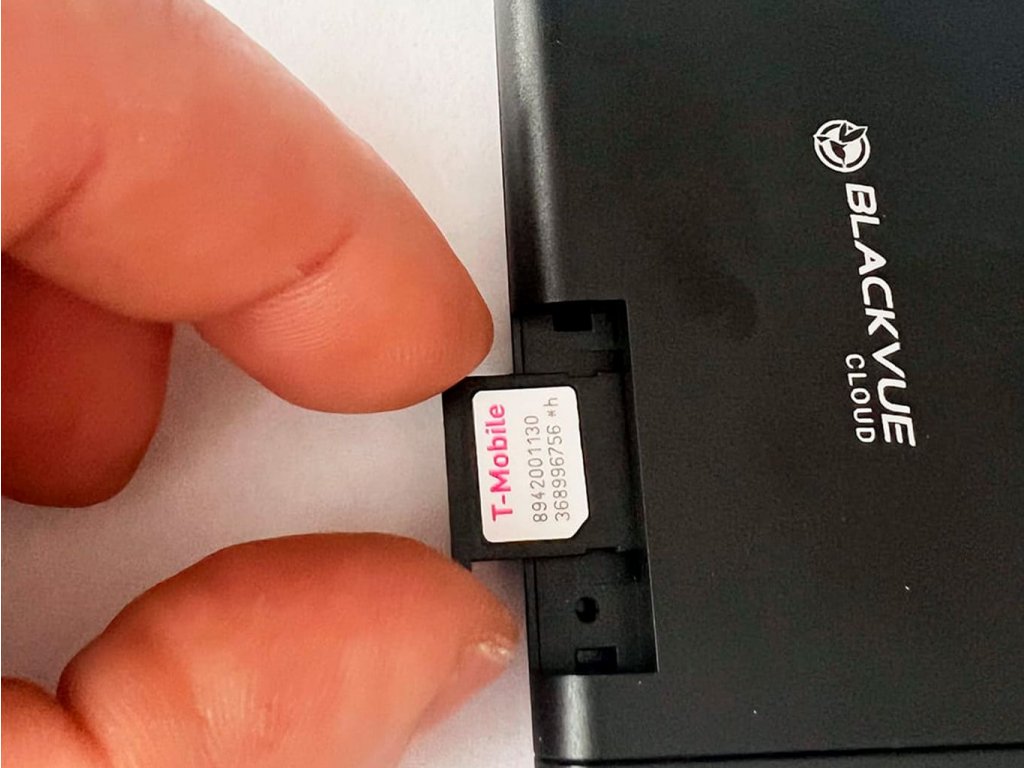 T-Mobile
8942001130
368996756 *h
BLACKVUE
CLOUD